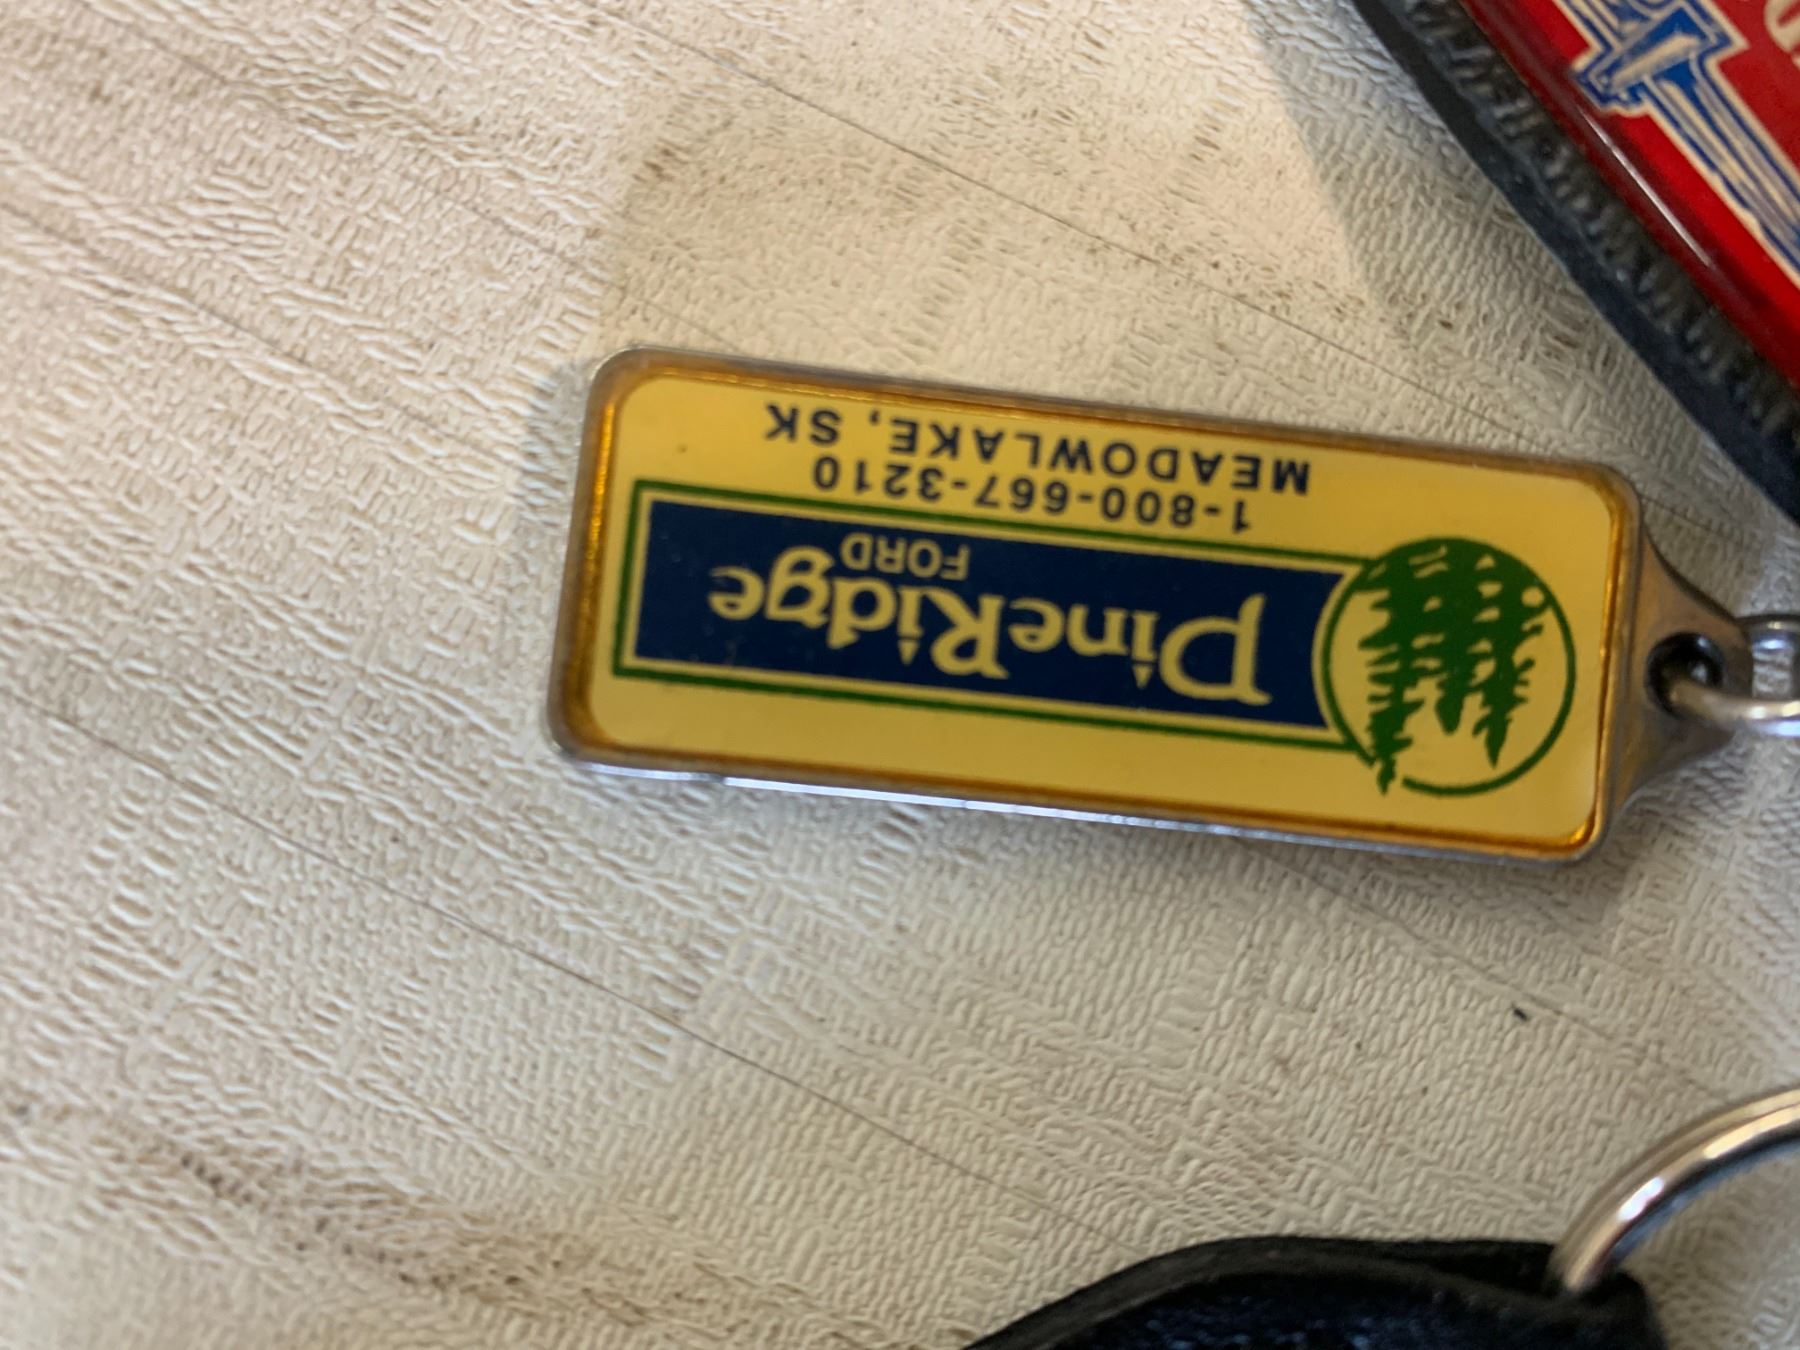 PineRidge
FORD
1-800-667-3210
MEADOWLAKE, SK